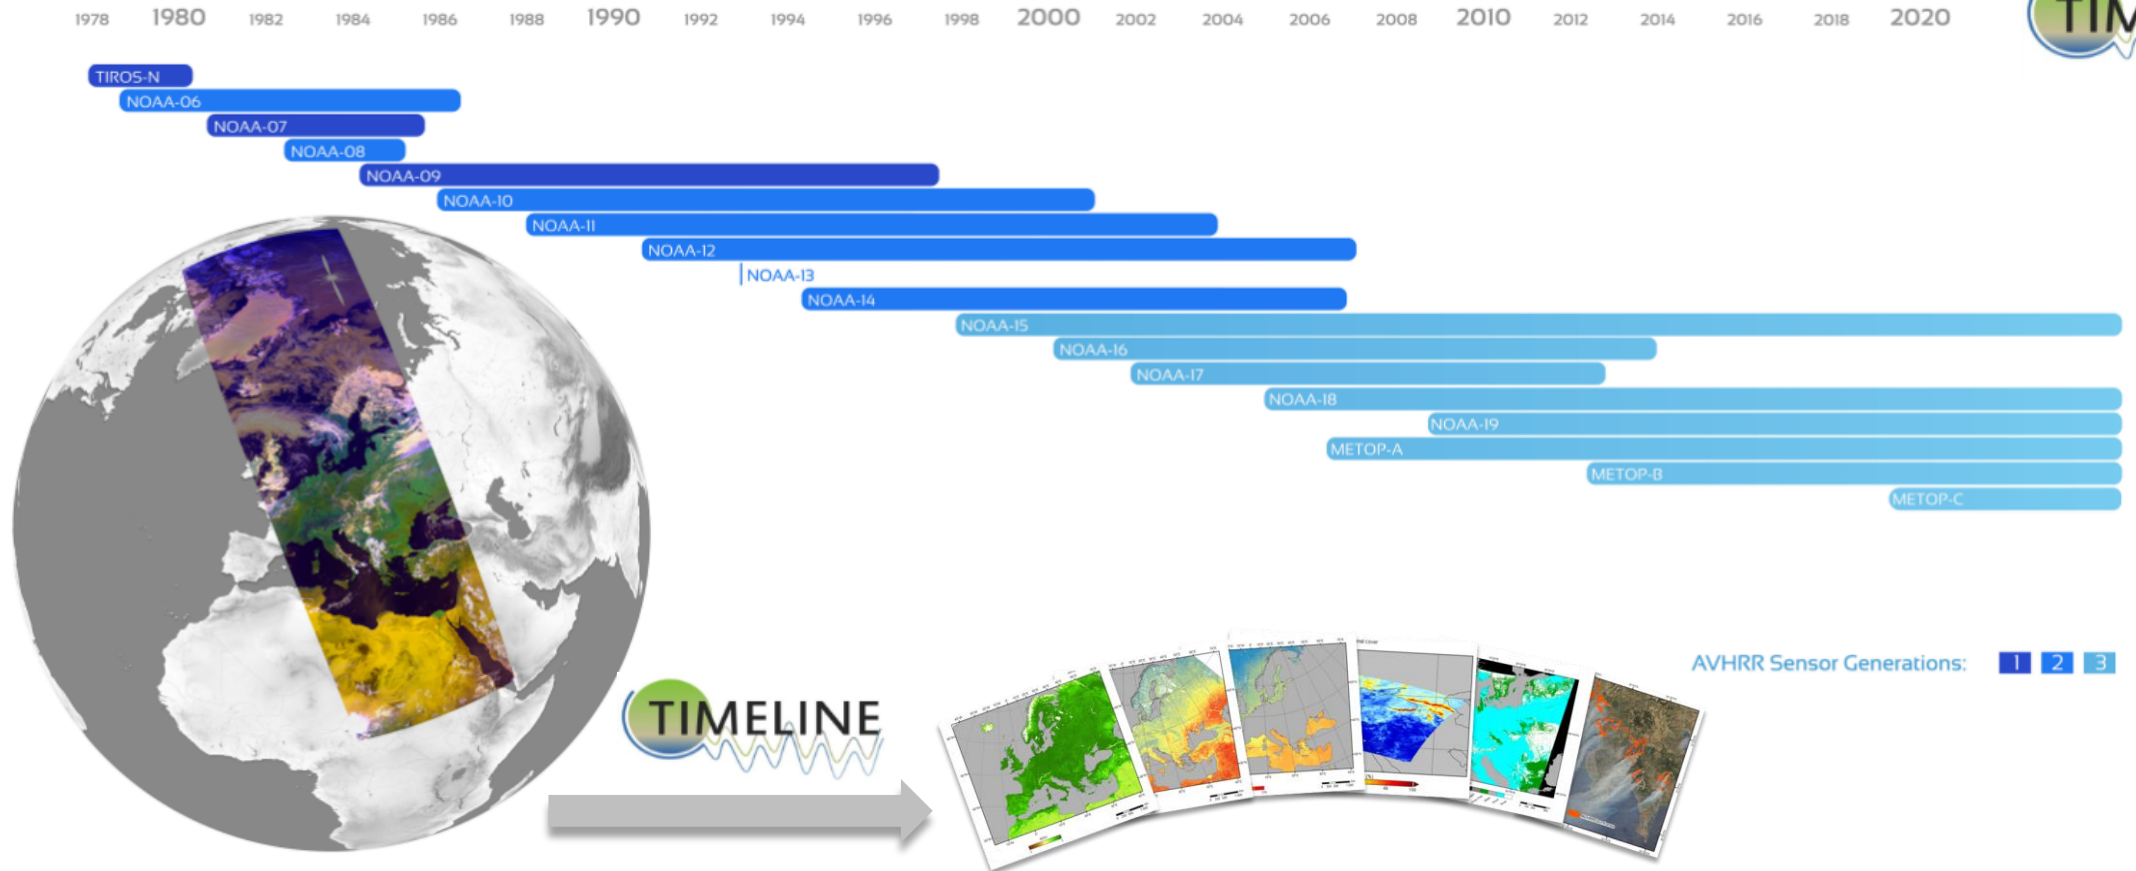 1978 1980 1982 1984 1986 1988 1990 1992 1994 1996 1998 2000 2002 2004 2006 2008 2010 2012 2014 2016 2018 2020
TIM
TIROS-N
NOAA-06
NOAA-07
NOAA-08
NOAA-09
NOAA-10
NOAA-11
NOAA-12
NOAA-13
NOAA-14
NOAA-15
NOAA-16
NOAA-17
NOAA-18
NOAA-19
METOP-A
METOP-B
METOP-C
AVHRR Sensor Generations: 1 2 3
TIMELINE